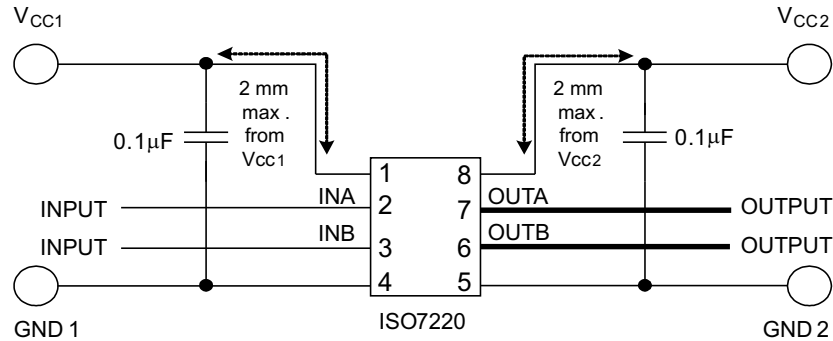 VCC1
VCC2
2 mm
max .
from
VCC1
2 mm
max .
from
VCC2
0.1μF
0.1μF
1
8
INPUT
INA
2
7
OUTA
OUTPUT
INPUT
INB
3
6
OUTB
OUTPUT
4
5
GND 1
ISO7220
GND 2